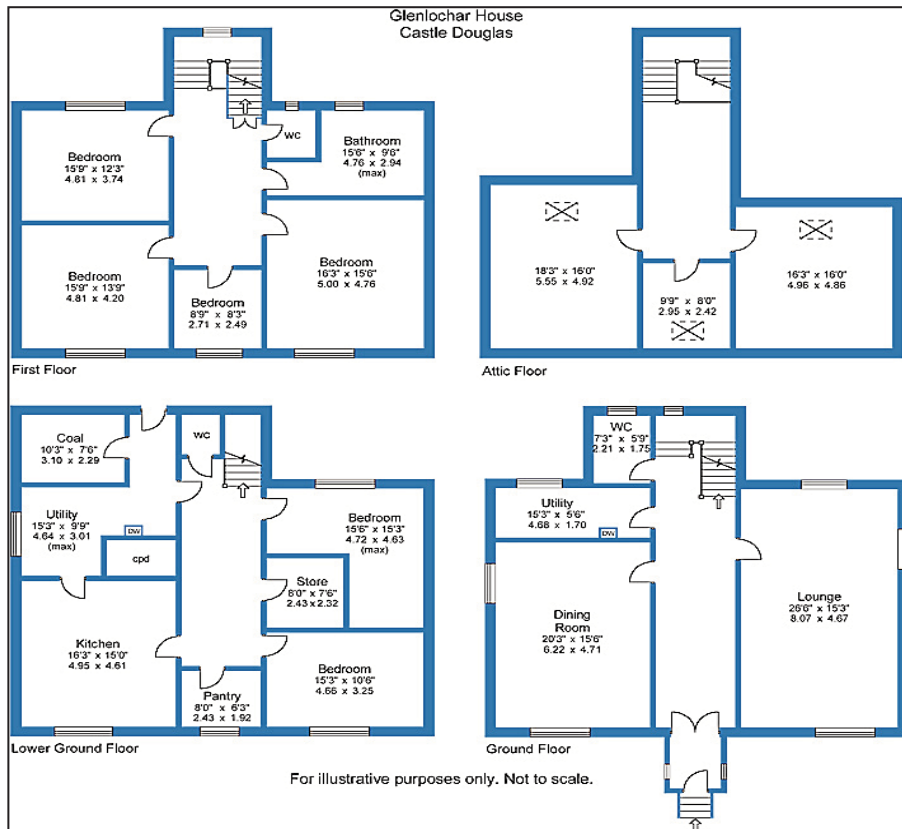 Glenlochar House
Castle Douglas
Bedroom
15'9" x 12'3"
4.81 x 3.74
WC
Bathroom
15'6" x 9'6"
4.76 x 2.94
(max)
Bedroom
15'9" x 13'9"
4.81 x 4.20
Bedroom
8'9" x 8'3"
2.71 x 2.49
Bedroom
16'3" x 15'6"
5.00 x 4.76
First Floor
18'3" x 16'0"
5.55 x 4.92
9'9" x 8'0"
2.95 x 2.42
16'3" x 16'0"
4.96 x 4.86
Attic Floor
Coal
10'3" x 7'6"
3.10 x 2.29
WC
Utility
15'3" x 9'9"
4.64 x 3.01
(max)
DW
cpd
Bedroom
15'6" x 15'3"
4.72 x 4.63
(max)
Store
8'0" x 7'6"
2.43 x 2.32
Kitchen
16'3" x 15'0"
4.95 x 4.61
Pantry
8'0" x 6'3"
2.43 x 1.92
Bedroom
15'3" x 10'6"
4.66 x 3.25
Lower Ground Floor
WC
7'3" x 5'9"
2.21 x 1.75
Utility
15'3" x 5'6"
4.68 x 1.70
DW
Dining
Room
20'3" x 15'6"
6.22 x 4.71
Lounge
26'6" x 15'3"
8.07 x 4.67
Ground Floor
For illustrative purposes only. Not to scale.